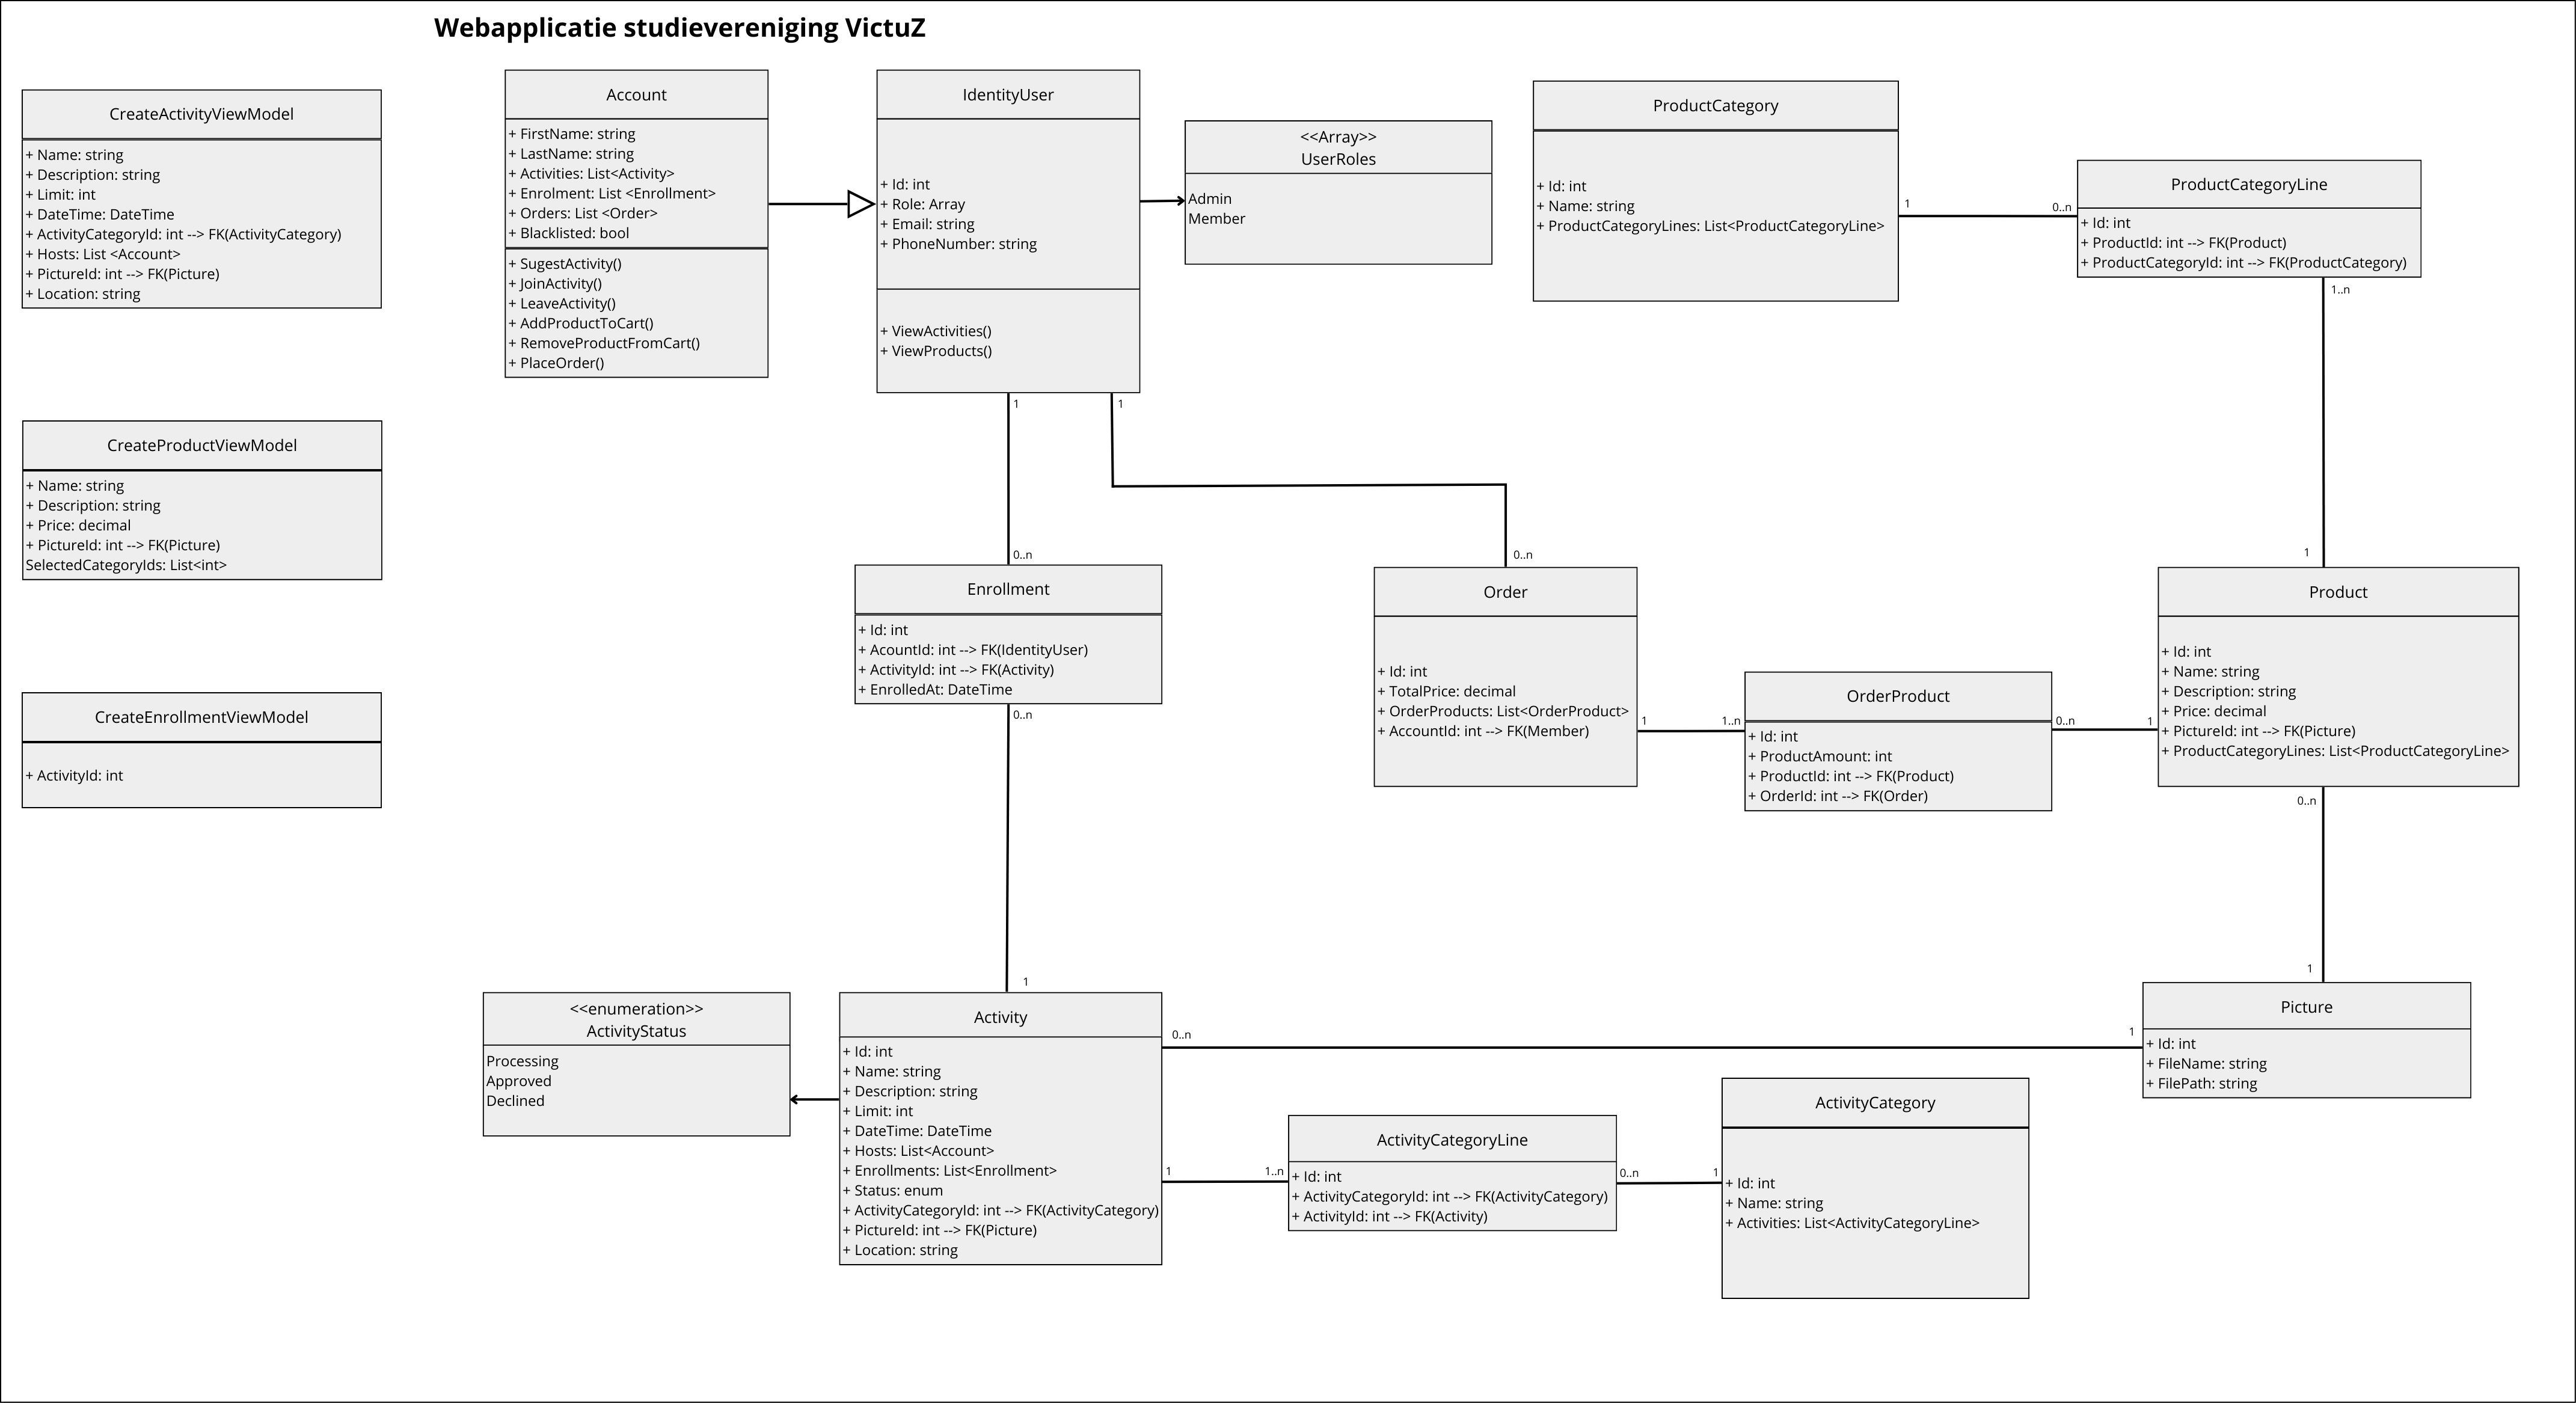 Webapplicatie studievereniging VictuZ
CreateActivityViewModel
+ Name: string
+ Description: string
+ Limit: int
+ DateTime: DateTime
+ ActivityCategoryId: int --> FK(ActivityCategory)
+ Hosts: List <Account>
+ PictureId: int --> FK(Picture)
+ Location: string
Account
+ FirstName: string
+ LastName: string
+ Activities: List<Activity>
+ Enrolment: List <Enrollment>
+ Orders: List <Order>
+ Blacklisted: bool
+ SugestActivity()
+ JoinActivity()
+ LeaveActivity()
+ AddProductToCart()
+ RemoveProductFromCart()
+ PlaceOrder()
IdentityUser
+ Id: int
+ Role: Array
+ Email: string
+ PhoneNumber: string
+ ViewActivities()
+ ViewProducts()
<<Array>>
UserRoles
Admin
Member
ProductCategory
+ Id: int
+ Name: string
+ ProductCategoryLines: List<ProductCategoryLine>
1
0..n
ProductCategoryLine
+ Id: int
+ ProductId: int --> FK(Product)
+ ProductCategoryId: int --> FK(ProductCategory)
1..n
1
CreateProductViewModel
+ Name: string
+ Description: string
+ Price: decimal
+ PictureId: int --> FK(Picture)
SelectedCategoryIds: List<int>
1
1
0..n
0..n
CreateEnrollmentViewModel
+ ActivityId: int
Enrollment
+ Id: int
+ AcountId: int --> FK(IdentityUser)
+ ActivityId: int --> FK(Activity)
+ EnrolledAt: DateTime
0..n
1
Order
+ Id: int
+ TotalPrice: decimal
+ OrderProducts: List<OrderProduct>
+ AccountId: int --> FK(Member)
1
1..n
OrderProduct
+ Id: int
+ ProductAmount: int
+ ProductId: int --> FK(Product)
+ OrderId: int --> FK(Order)
0..n
1
Product
+ Id: int
+ Name: string
+ Description: string
+ Price: decimal
+ PictureId: int --> FK(Picture)
+ ProductCategoryLines: List<ProductCategoryLine>
0..n
1
<<enumeration>>
ActivityStatus
Processing
Approved
Declined
Activity
+ Id: int
+ Name: string
+ Description: string
+ Limit: int
+ DateTime: DateTime
+ Hosts: List<Account>
+ Enrollments: List<Enrollment>
+ Status: enum
+ ActivityCategoryId: int --> FK(ActivityCategory)
+ PictureId: int --> FK(Picture)
+ Location: string
0..n
1
Picture
+ Id: int
+ FileName: string
+ FilePath: string
1
1..n
ActivityCategoryLine
+ Id: int
+ ActivityCategoryId: int --> FK(ActivityCategory)
+ ActivityId: int --> FK(Activity)
0..n
1
ActivityCategory
+ Id: int
+ Name: string
+ Activities: List<ActivityCategoryLine>